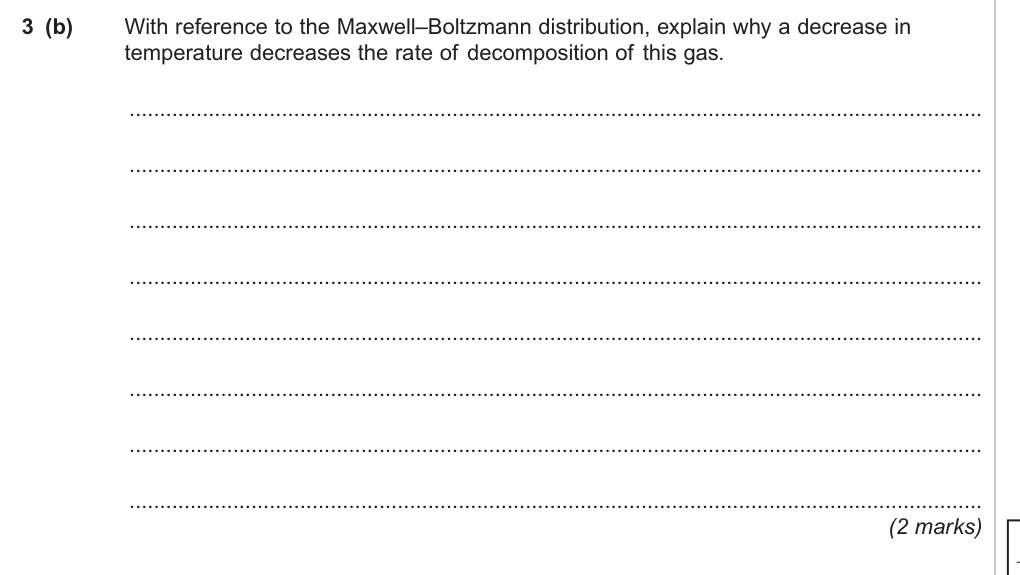 3 (b) With reference to the Maxwell–Boltzmann distribution, explain why a decrease in
temperature decreases the rate of decomposition of this gas.
(2 marks)